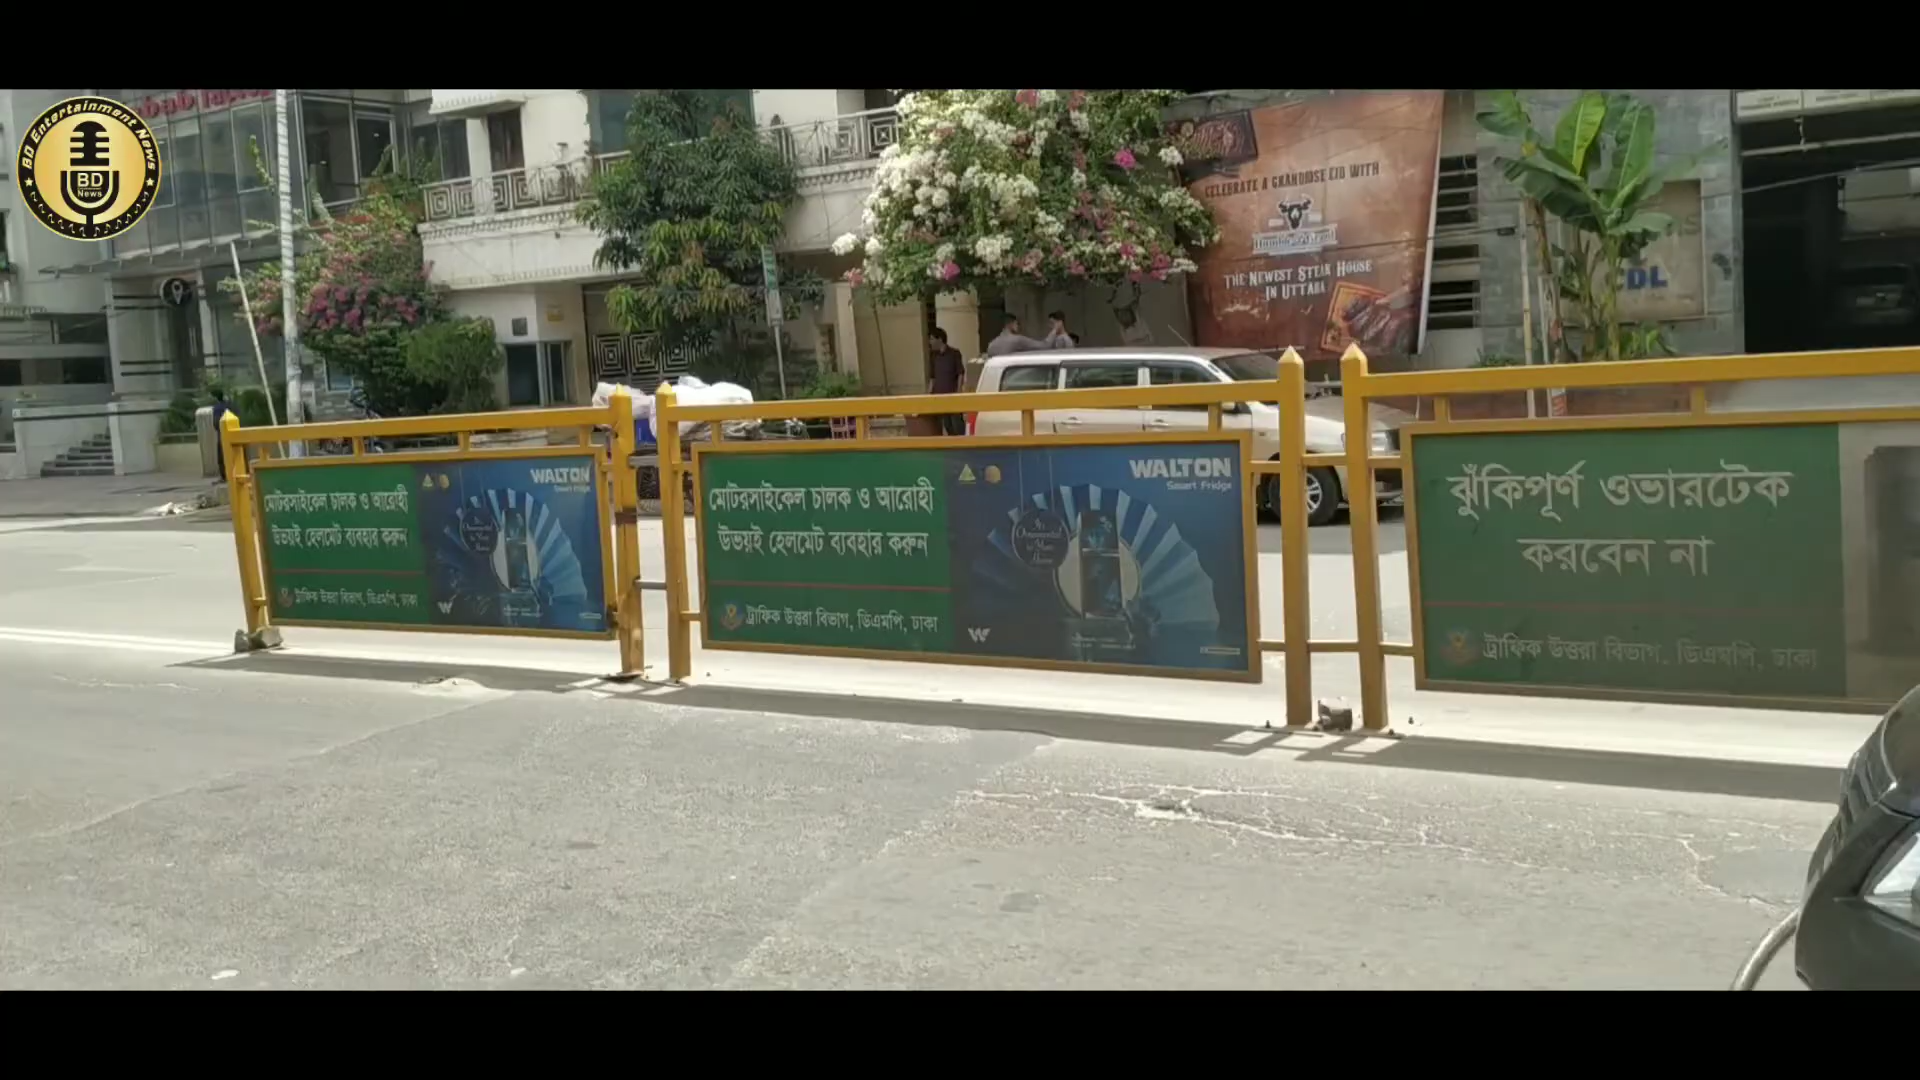 BD Entertainment News
BD
News
CELEBRATE A GRANDIOSE EID WITH
THE NEWEST STEAK HOUSE
IN UTTARA
CDL
মোটরসাইকেল চালক ও আরোহী
উভয়ই হেলমেট ব্যবহার করুন
ট্রাফিক উত্তরা বিভাগ, ডিএমপি, ঢাকা
WALTON
Smart Fridge
মোটরসাইকেল চালক ও আরোহী
উভয়ই হেলমেট ব্যবহার করুন
ট্রাফিক উত্তরা বিভাগ, ডিএমপি, ঢাকা
WALTON
Smart Fridge
ঝুঁকিপূর্ণ ওভারটেক
করবেন না
ট্রাফিক উত্তরা বিভাগ, ডিএমপি, ঢাকা